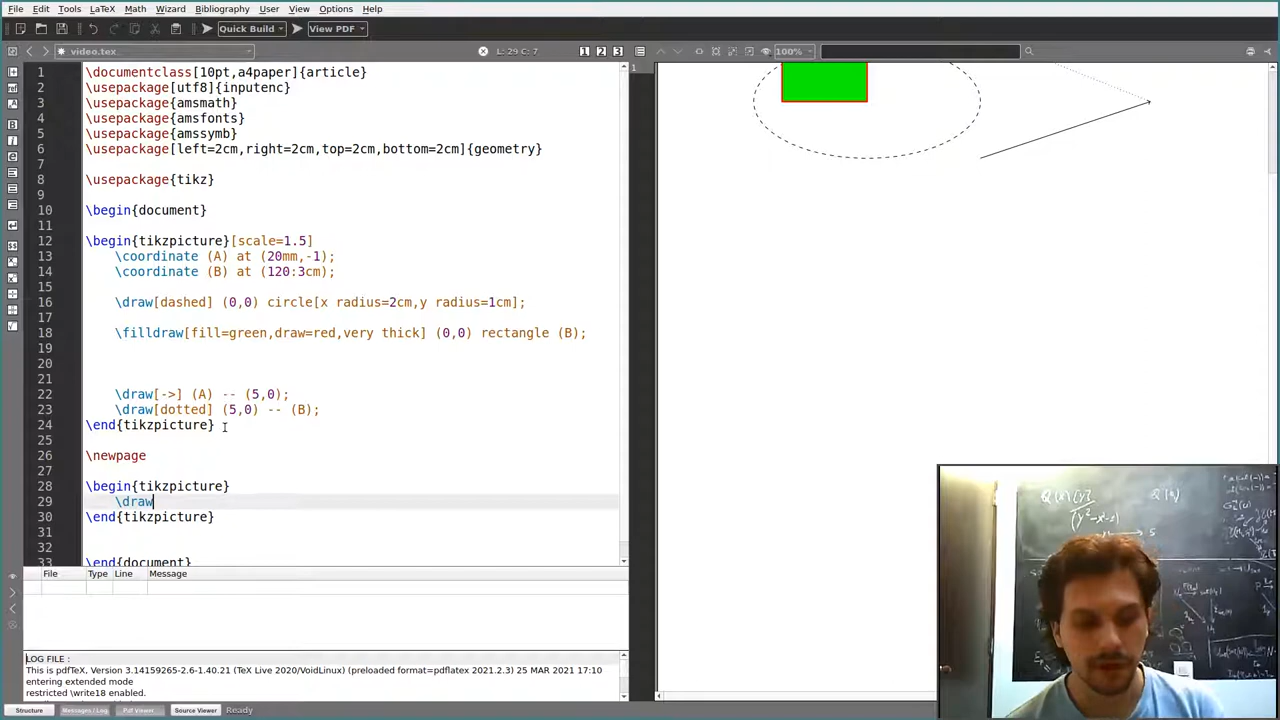 File Edit Tools LaTeX Math Wizard Bibliography User View Options Help
Quick Build View PDF
video.tex L: 29 C: 7 1 2 3 100%
1 \documentclass[10pt,a4paper]{article}
2 \usepackage[utf8]{inputenc}
3 \usepackage{amsmath}
4 \usepackage{amsfonts}
5 \usepackage{amssymb}
6 \usepackage[left=2cm,right=2cm,top=2cm,bottom=2cm]{geometry}
7
8 \usepackage{tikz}
9
10 \begin{document}
11
12 \begin{tikzpicture}[scale=1.5]
13 \coordinate (A) at (20mm,-1);
14 \coordinate (B) at (120:3cm);
15
16 \draw[dashed] (0,0) circle[x radius=2cm,y radius=1cm];
17
18 \filldraw[fill=green,draw=red,very thick] (0,0) rectangle (B);
19
20
21
22 \draw[->] (A) -- (5,0);
23 \draw[dotted] (5,0) -- (B);
24 \end{tikzpicture}
25
26 \newpage
27
28 \begin{tikzpicture}
29 \draw
30 \end{tikzpicture}
31
32
33 \end{document}
1
File Type Line Message
LOG FILE :
This is pdfTeX, Version 3.14159265-2.6-1.40.21 (TeX Live 2020/VoidLinux) (preloaded format=pdflatex 2021.2.3) 25 MAR 2021 17:10
entering extended mode
restricted \write18 enabled.
Structure Messages / Log Pdf Viewer Source Viewer Ready